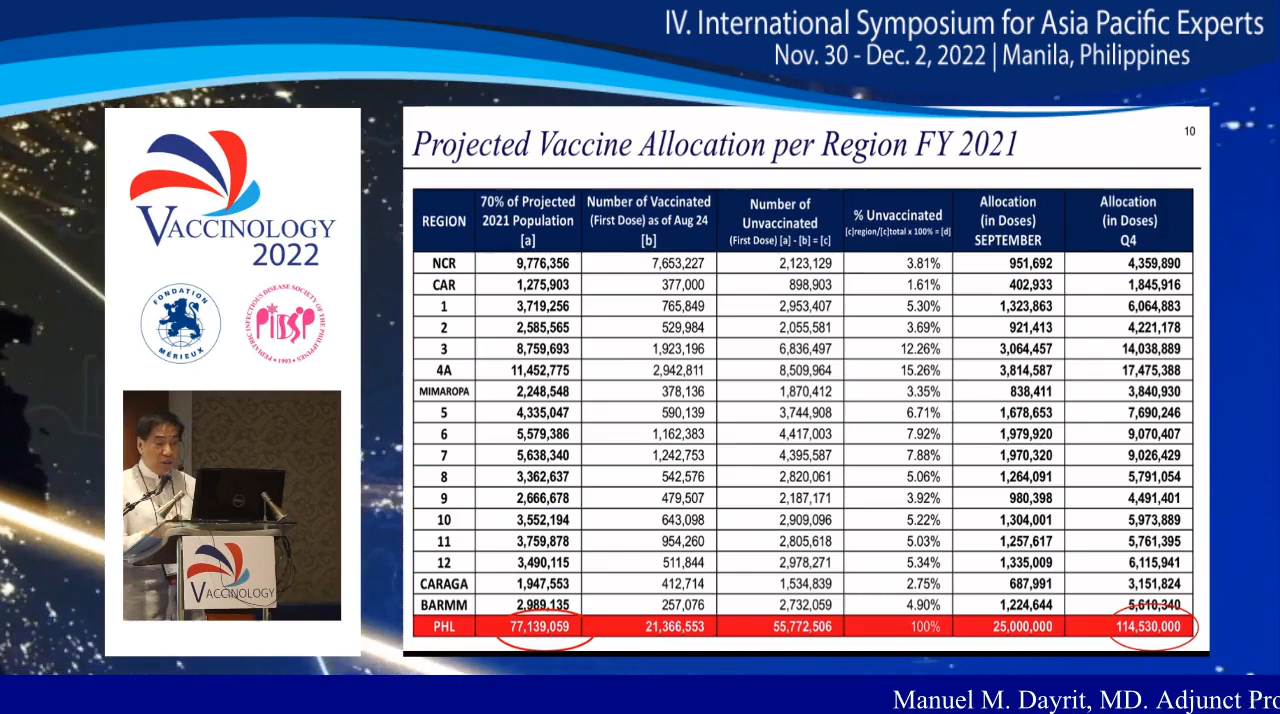 IV. International Symposium for Asia Pacific Experts
Nov. 30 - Dec. 2, 2022 | Manila, Philippines
VACCINOLOGY
2022
FONDATION
MÉRIEUX
PEDIATRIC INFECTIOUS DISEASE SOCIETY OF THE PHILIPPINES
PIDSP
• 1993 •
VACCINOLOGY
10
Projected Vaccine Allocation per Region FY 2021
REGION 70% of Projected 2021 Population [a] Number of Vaccinated (First Dose) as of Aug 24 [b] Number of Unvaccinated (First Dose) [a] - [b] = [c] % Unvaccinated [c]region/[c]total x 100% = [d] Allocation (in Doses) SEPTEMBER Allocation (in Doses) Q4
NCR 9,776,356 7,653,227 2,123,129 3.81% 951,692 4,359,890
CAR 1,275,903 377,000 898,903 1.61% 402,933 1,845,916
1 3,719,256 765,849 2,953,407 5.30% 1,323,863 6,064,883
2 2,585,565 529,984 2,055,581 3.69% 921,413 4,221,178
3 8,759,693 1,923,196 6,836,497 12.26% 3,064,457 14,038,889
4A 11,452,775 2,942,811 8,509,964 15.26% 3,814,587 17,475,388
MIMAROPA 2,248,548 378,136 1,870,412 3.35% 838,411 3,840,930
5 4,335,047 590,139 3,744,908 6.71% 1,678,653 7,690,246
6 5,579,386 1,162,383 4,417,003 7.92% 1,979,920 9,070,407
7 5,638,340 1,242,753 4,395,587 7.88% 1,970,320 9,026,429
8 3,362,637 542,576 2,820,061 5.06% 1,264,091 5,791,054
9 2,666,678 479,507 2,187,171 3.92% 980,398 4,491,401
10 3,552,194 643,098 2,909,096 5.22% 1,304,001 5,973,889
11 3,759,878 954,260 2,805,618 5.03% 1,257,617 5,761,395
12 3,490,115 511,844 2,978,271 5.34% 1,335,009 6,115,941
CARAGA 1,947,553 412,714 1,534,839 2.75% 687,991 3,151,824
BARMM 2,989,135 257,076 2,732,059 4.90% 1,224,644 5,610,340
PHL 77,139,059 21,366,553 55,772,506 100% 25,000,000 114,530,000
Manuel M. Dayrit, MD. Adjunct Pro